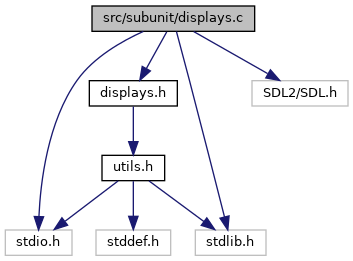 src/subunit/displays.c
displays.h
SDL2/SDL.h
utils.h
stdio.h
stddef.h
stdlib.h